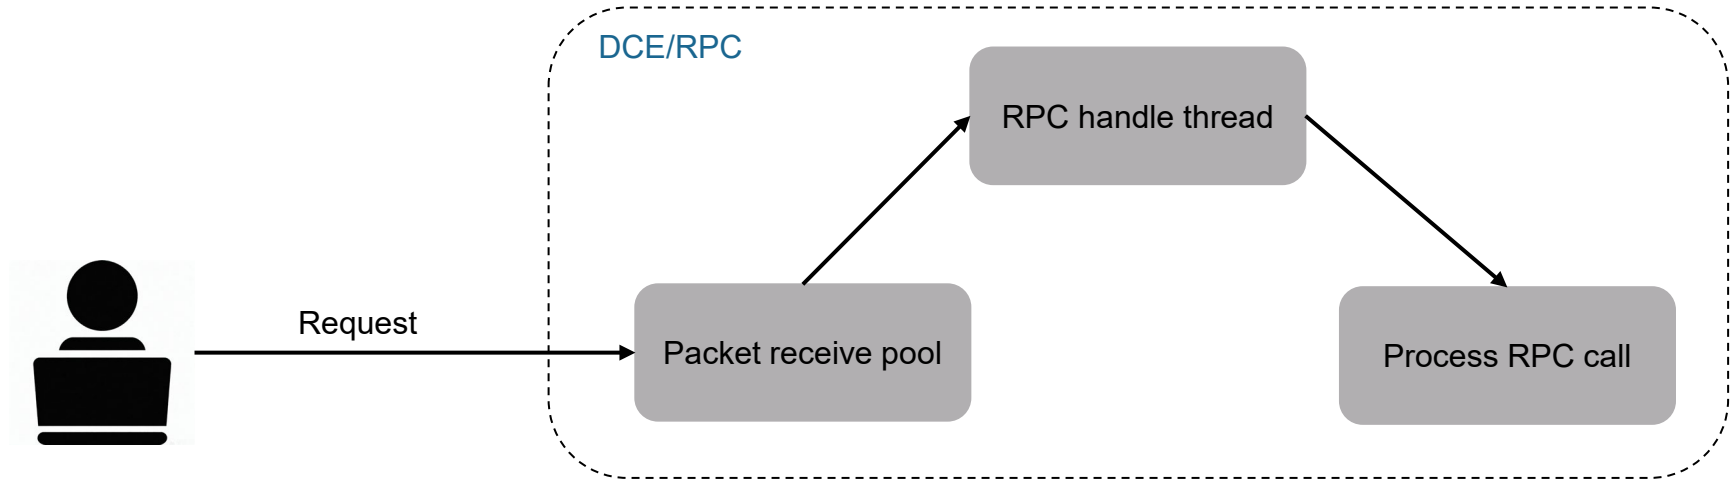 DCE/RPC
RPC handle thread
Request
Packet receive pool
Process RPC call